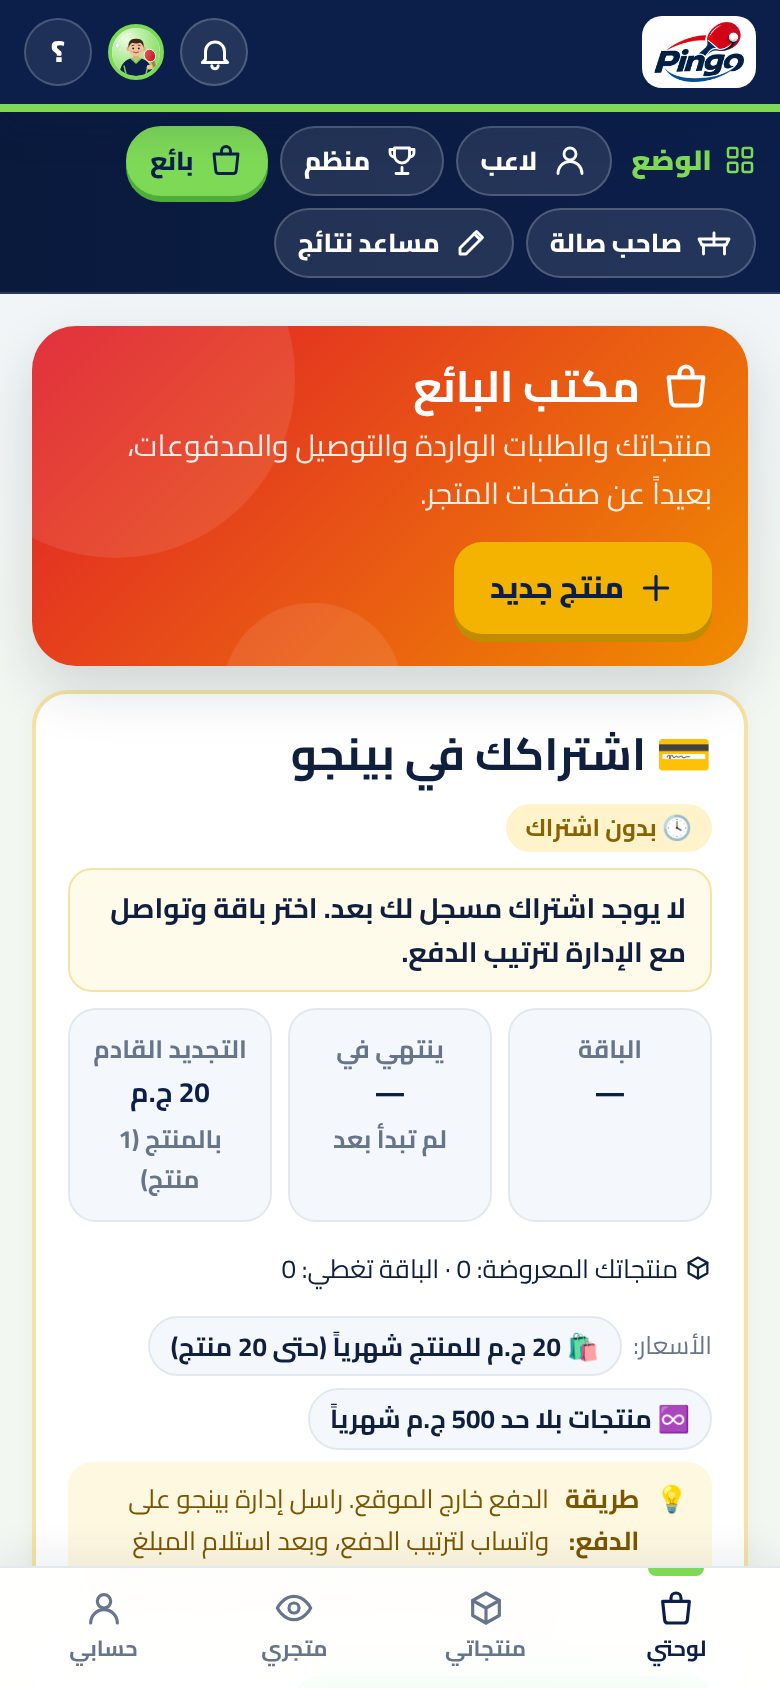 Pingo
؟
الوضع
لاعب
منظم
بائع
صاحب صالة
مساعد نتائج
مكتب البائع
منتجاتك والطلبات الواردة والتوصيل والمدفوعات،
بعيداً عن صفحات المتجر.
منتج جديد
اشتراكك في بينجو
بدون اشتراك
لا يوجد اشتراك مسجل لك بعد. اختر باقة وتواصل
مع الإدارة لترتيب الدفع.
الباقة
—
ينتهي في
—
لم تبدأ بعد
التجديد القادم
20 ج.م
بالمنتج (1
منتج)
منتجاتك المعروضة: 0 · الباقة تغطي: 0
الأسعار:
20 ج.م للمنتج شهرياً (حتى 20 منتج)
منتجات بلا حد 500 ج.م شهرياً
طريقة
الدفع:
الدفع خارج الموقع. راسل إدارة بينجو على
واتساب لترتيب الدفع، وبعد استلام المبلغ
لوحتي
منتجاتي
متجري
حسابي